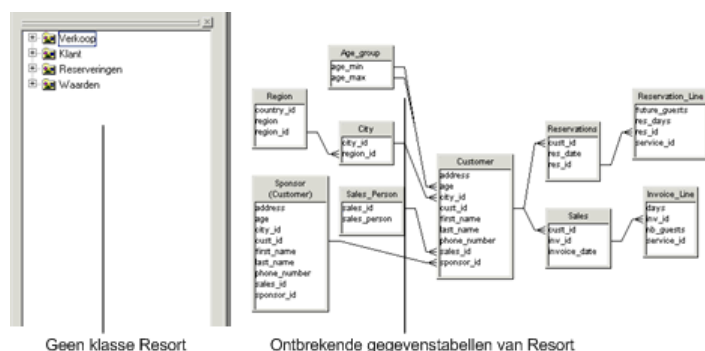 Verkoop
Klant
Reserveringen
Waarden
Age_group
age_min
age_max
Region
country_id
region
region_id
City
city_id
region_id
Sponsor
(Customer)
address
age
city_id
cust_id
first_name
last_name
phone_number
sales_id
sponsor_id
Sales_Person
sales_id
sales_person
Customer
address
age
city_id
cust_id
first_name
last_name
phone_number
sales_id
sponsor_id
Reservations
cust_id
res_date
res_id
Reservation_Line
future_guests
res_days
res_id
service_id
Sales
cust_id
inv_id
invoice_date
Invoice_Line
days
inv_id
nb_guests
service_id
Geen klasse Resort
Ontbrekende gegevenstabellen van Resort